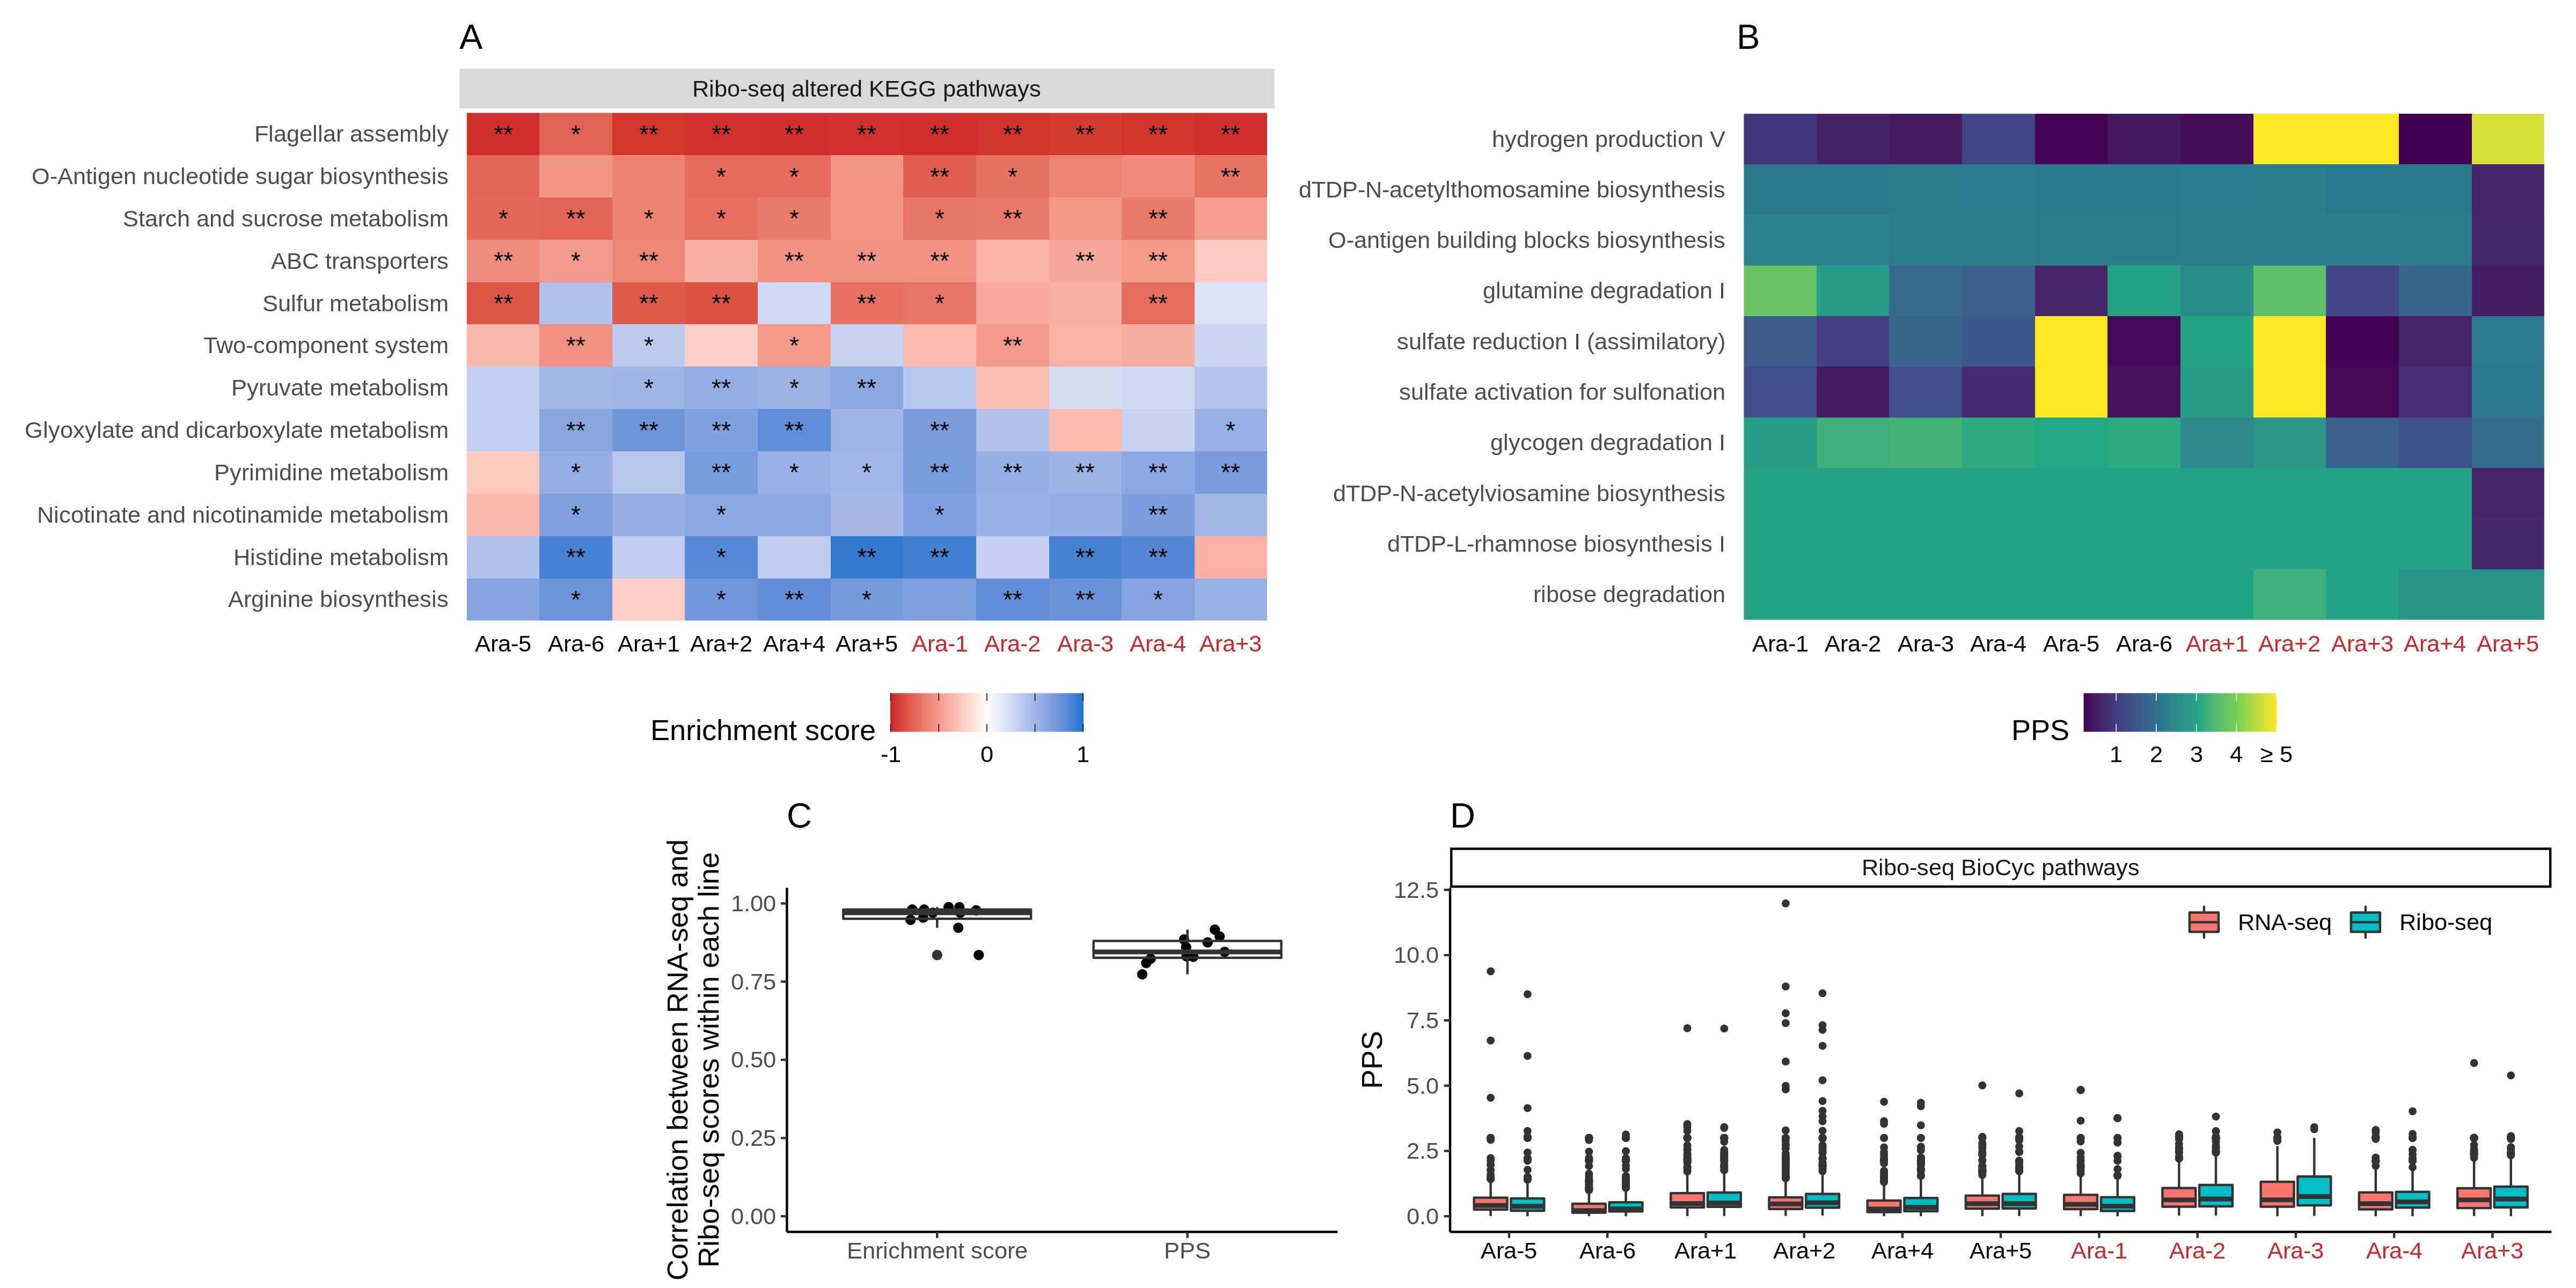 A
Ribo-seq altered KEGG pathways
Flagellar assembly ** * ** ** ** ** ** ** ** ** **
O-Antigen nucleotide sugar biosynthesis * * ** * **
Starch and sucrose metabolism * ** * * * * ** **
ABC transporters ** * ** ** ** ** ** **
Sulfur metabolism ** ** ** ** * **
Two-component system ** * * **
Pyruvate metabolism * ** * **
Glyoxylate and dicarboxylate metabolism ** ** ** ** ** *
Pyrimidine metabolism * ** * * ** ** ** ** **
Nicotinate and nicotinamide metabolism * * * **
Histidine metabolism ** * ** ** ** **
Arginine biosynthesis * * ** * ** ** *
Ara-5 Ara-6 Ara+1 Ara+2 Ara+4 Ara+5 Ara-1 Ara-2 Ara-3 Ara-4 Ara+3
Enrichment score
-1 0 1
B
hydrogen production V
dTDP-N-acetylthomosamine biosynthesis
O-antigen building blocks biosynthesis
glutamine degradation I
sulfate reduction I (assimilatory)
sulfate activation for sulfonation
glycogen degradation I
dTDP-N-acetylviosamine biosynthesis
dTDP-L-rhamnose biosynthesis I
ribose degradation
Ara-1 Ara-2 Ara-3 Ara-4 Ara-5 Ara-6 Ara+1 Ara+2 Ara+3 Ara+4 Ara+5
PPS
1 2 3 4 ≥ 5
C
Correlation between RNA-seq and
Ribo-seq scores within each line
1.00
0.75
0.50
0.25
0.00
Enrichment score PPS
D
Ribo-seq BioCyc pathways
RNA-seq Ribo-seq
PPS
12.5
10.0
7.5
5.0
2.5
0.0
Ara-5 Ara-6 Ara+1 Ara+2 Ara+4 Ara+5 Ara-1 Ara-2 Ara-3 Ara-4 Ara+3